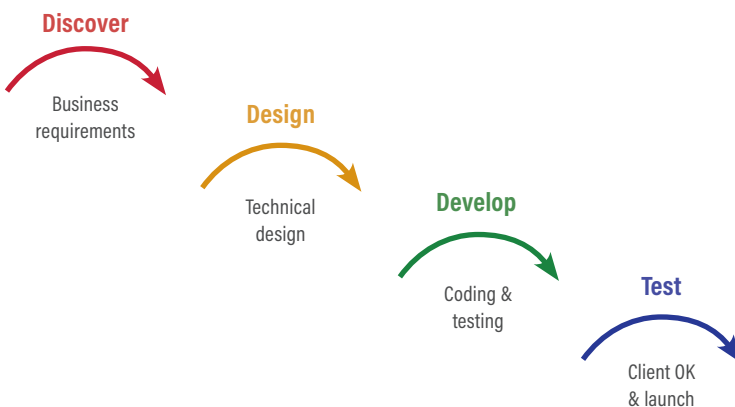 Discover
Business
requirements
Design
Technical
design
Develop
Coding &
testing
Test
Client OK
& launch